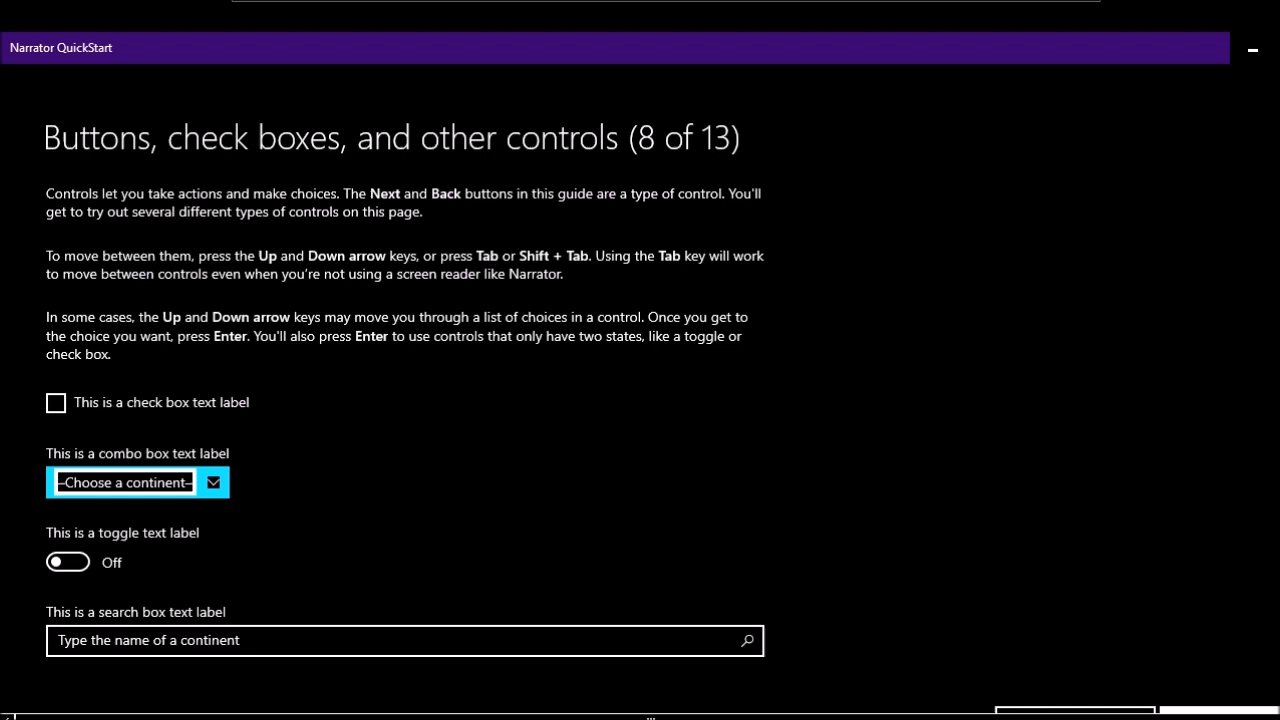 Narrator QuickStart
Buttons, check boxes, and other controls (8 of 13)
Controls let you take actions and make choices. The Next and Back buttons in this guide are a type of control. You'll
get to try out several different types of controls on this page.
To move between them, press the Up and Down arrow keys, or press Tab or Shift + Tab. Using the Tab key will work
to move between controls even when you're not using a screen reader like Narrator.
In some cases, the Up and Down arrow keys may move you through a list of choices in a control. Once you get to
the choice you want, press Enter. You'll also press Enter to use controls that only have two states, like a toggle or
check box.
This is a check box text label
This is a combo box text label
--Choose a continent--
This is a toggle text label
Off
This is a search box text label
Type the name of a continent